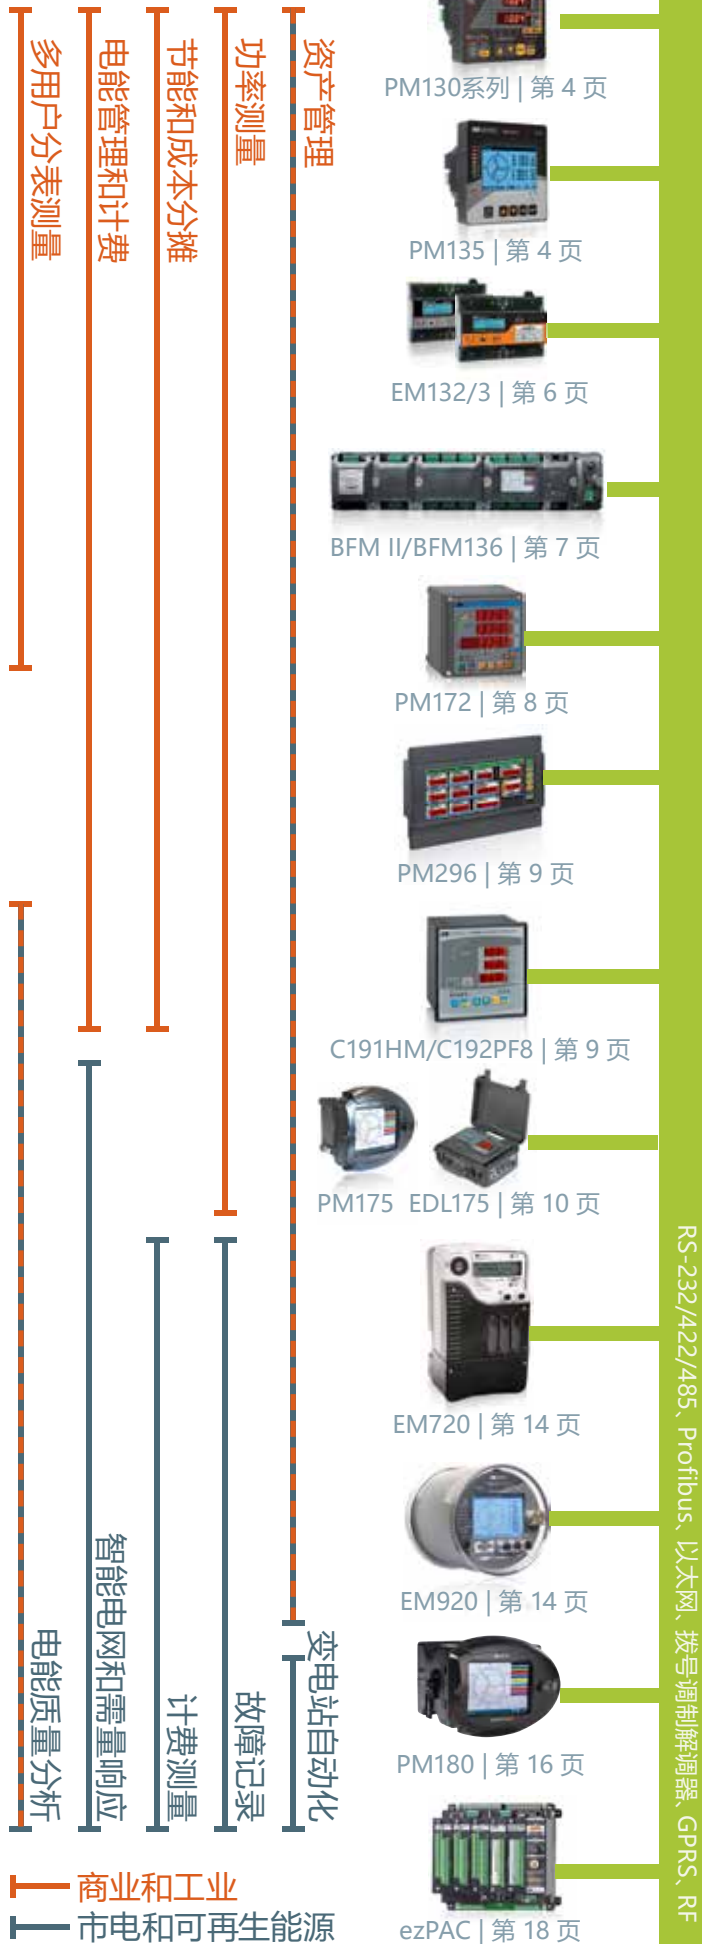 多用户分表测量
电能管理和计费
节能和成本分摊
功率测量
资产管理
PM130系列 | 第 4 页
PM135 | 第 4 页
EM132/3 | 第 6 页
BFM II/BFM136 | 第 7 页
PM172 | 第 8 页
PM296 | 第 9 页
C191HM/C192PF8 | 第 9 页
PM175 EDL175 | 第 10 页
EM720 | 第 14 页
EM920 | 第 14 页
PM180 | 第 16 页
ezPAC | 第 18 页
电能质量分析
智能电网和需量响应
计费测量
故障记录
变电站自动化
RS-232/422/485、Profibus、以太网、拨号调制解调器、GPRS、RF
商业和工业
市电和可再生能源